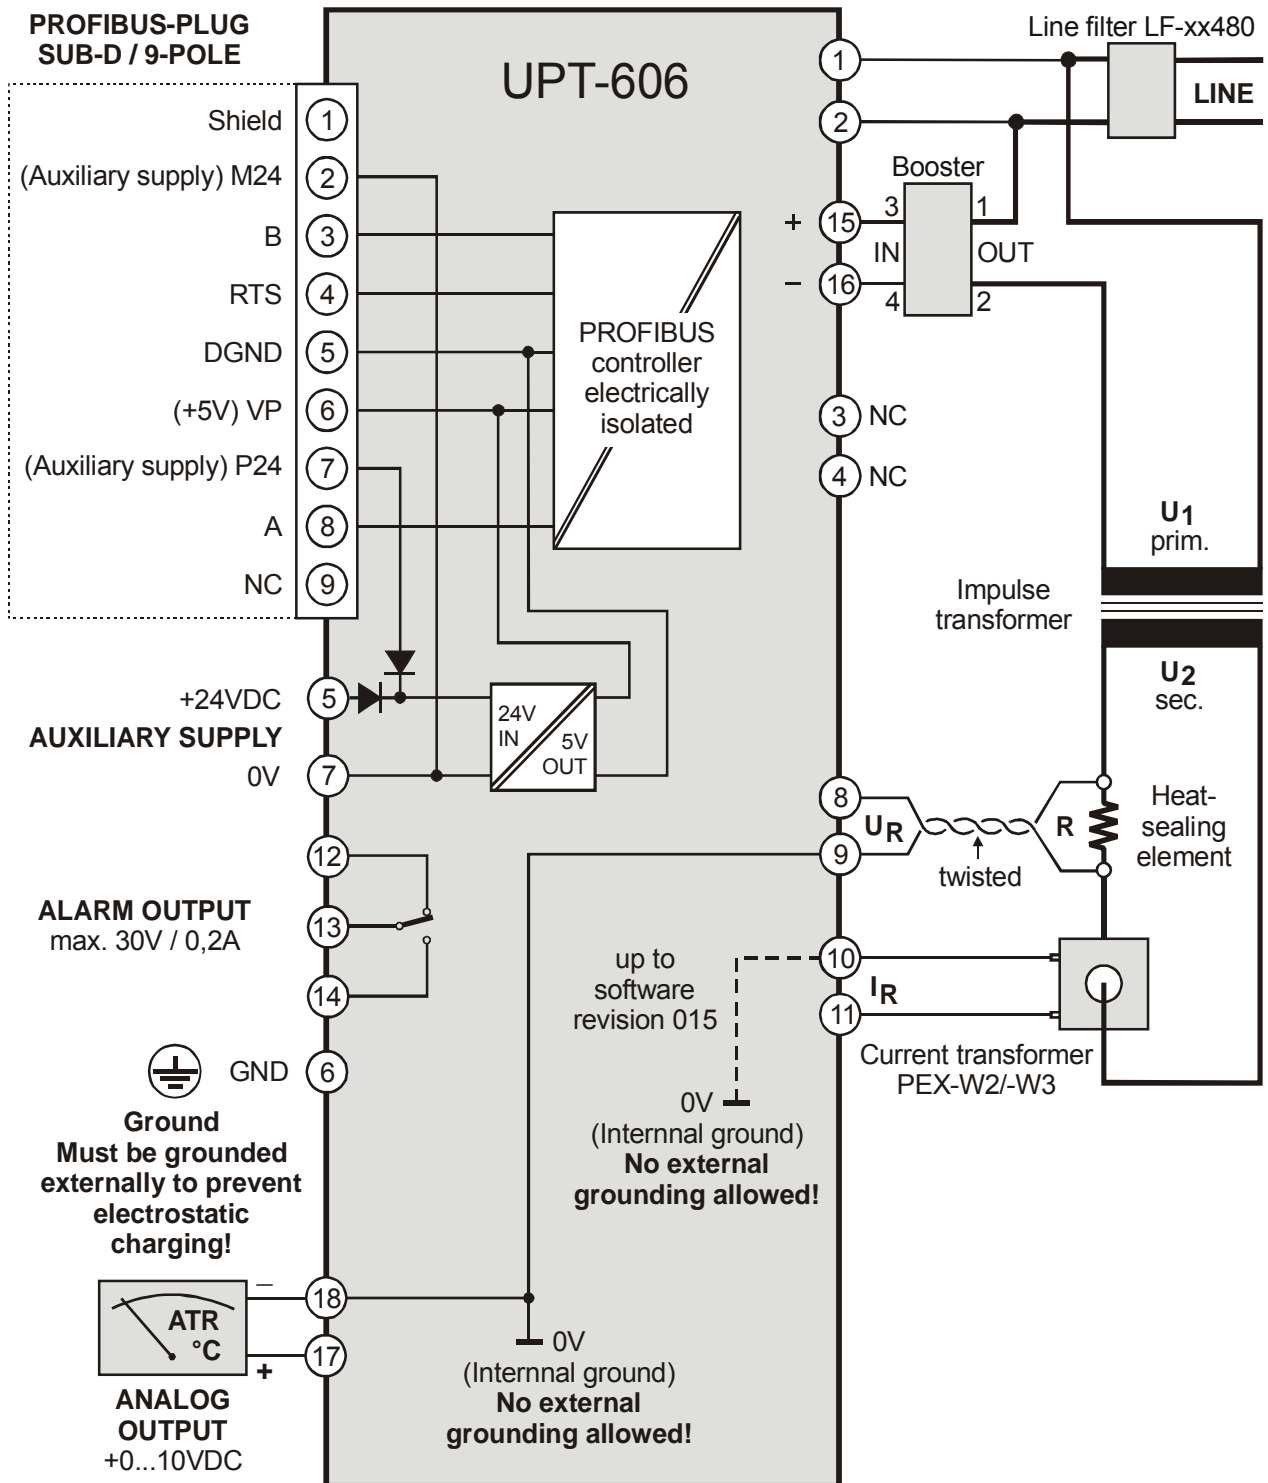 PROFIBUS-PLUG
SUB-D / 9-POLE
UPT-606
Line filter LF-xx480
LINE
1
2
Shield 1
(Auxiliary supply) M24 2
B 3
RTS 4
DGND 5
(+5V) VP 6
(Auxiliary supply) P24 7
A 8
NC 9
PROFIBUS
controller
electrically
isolated
Booster
+ 15
3 1
IN OUT
– 16
4 2
3 NC
4 NC
U1
prim.
Impulse
transformer
U2
sec.
+24VDC 5
AUXILIARY SUPPLY
0V 7
24V
IN
5V
OUT
8
UR
9
twisted
R
Heat-
sealing
element
12
ALARM OUTPUT
max. 30V / 0,2A
13
14
up to
software
revision 015
10
IR
11
Current transformer
PEX-W2/-W3
0V
(Internnal ground)
No external
grounding allowed!
GND 6
Ground
Must be grounded
externally to prevent
electrostatic
charging!
ATR
°C
– 18
+ 17
ANALOG
OUTPUT
+0...10VDC
0V
(Internnal ground)
No external
grounding allowed!